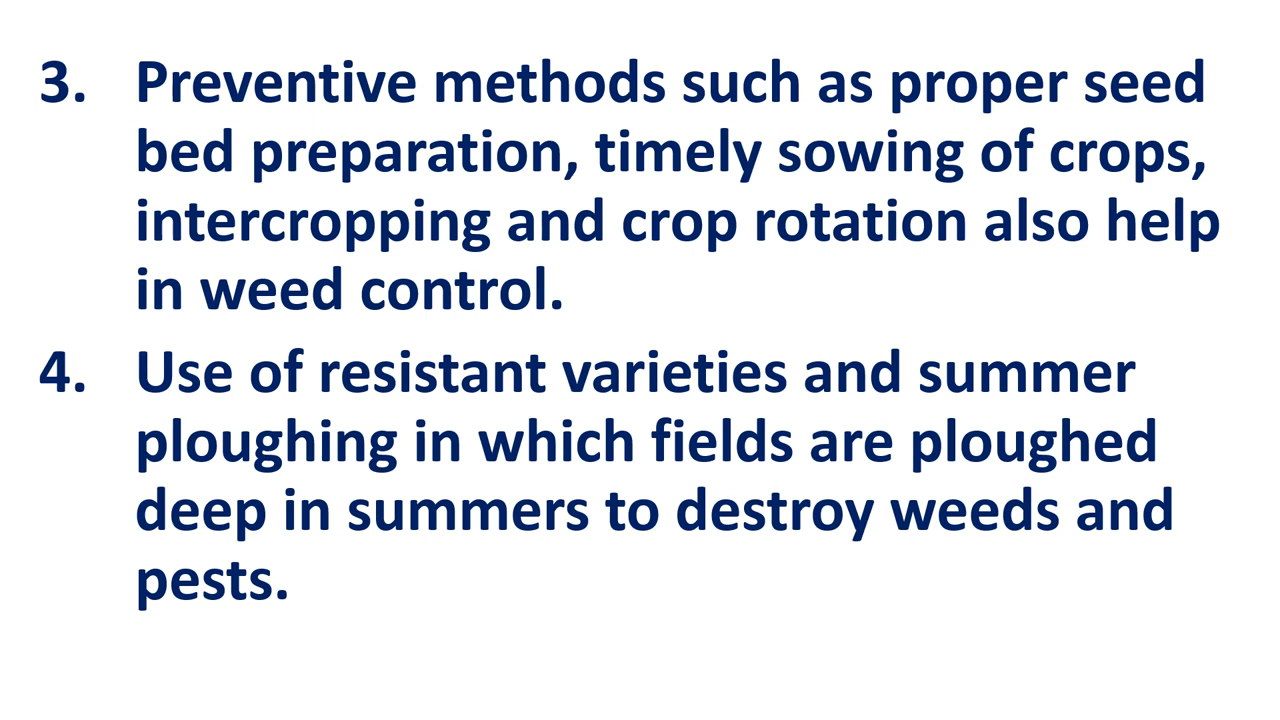 3. Preventive methods such as proper seed
bed preparation, timely sowing of crops,
intercropping and crop rotation also help
in weed control.
4. Use of resistant varieties and summer
ploughing in which fields are ploughed
deep in summers to destroy weeds and
pests.